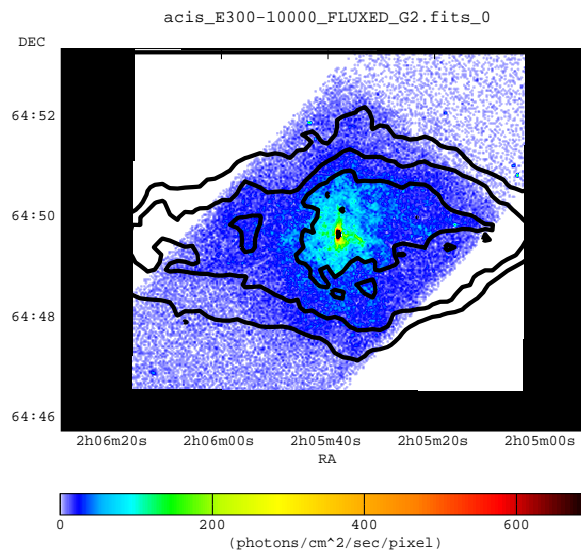 acis_E300-10000_FLUXED_G2.fits_0
DEC
64:52
64:50
64:48
64:46
2h06m20s 2h06m00s 2h05m40s 2h05m20s 2h05m00s
RA
0 200 400 600
(photons/cm^2/sec/pixel)